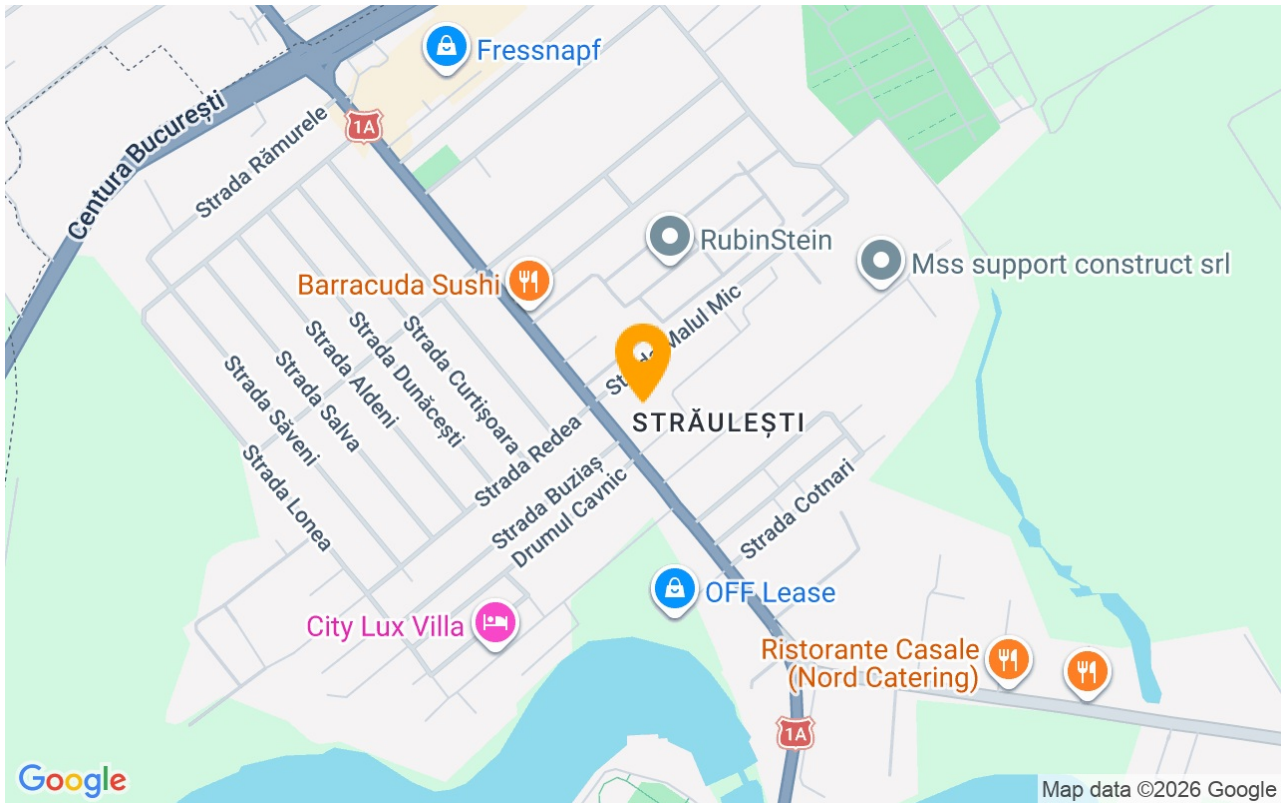 Fressnapf
Centura București
1A
Strada Rămurele
RubinStein
Mss support construct srl
Barracuda Sushi
Strada Malul Mic
STRĂULEȘTI
Strada Curtișoara
Strada Dunăcești
Strada Aldeni
Strada Salva
Strada Săveni
Strada Lonea
Strada Redea
Strada Buziaș
Drumul Cavnic
Strada Cotnari
OFF Lease
City Lux Villa
Ristorante Casale
(Nord Catering)
1A
Google
Map data ©2026 Google